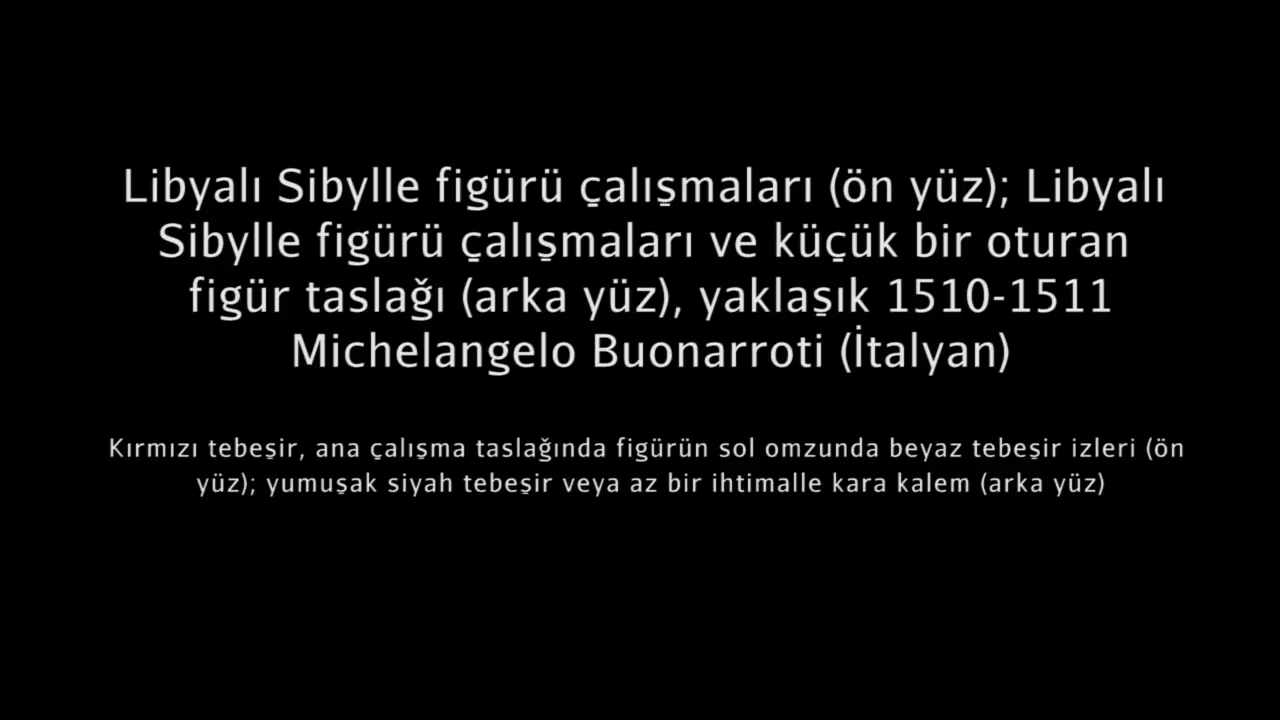 Libyalı Sibylle figürü çalışmaları (ön yüz); Libyalı
Sibylle figürü çalışmaları ve küçük bir oturan
figür taslağı (arka yüz), yaklaşık 1510-1511
Michelangelo Buonarroti (İtalyan)
Kırmızı tebeşir, ana çalışma taslağında figürün sol omzunda beyaz tebeşir izleri (ön
yüz); yumuşak siyah tebeşir veya az bir ihtimalle kara kalem (arka yüz)